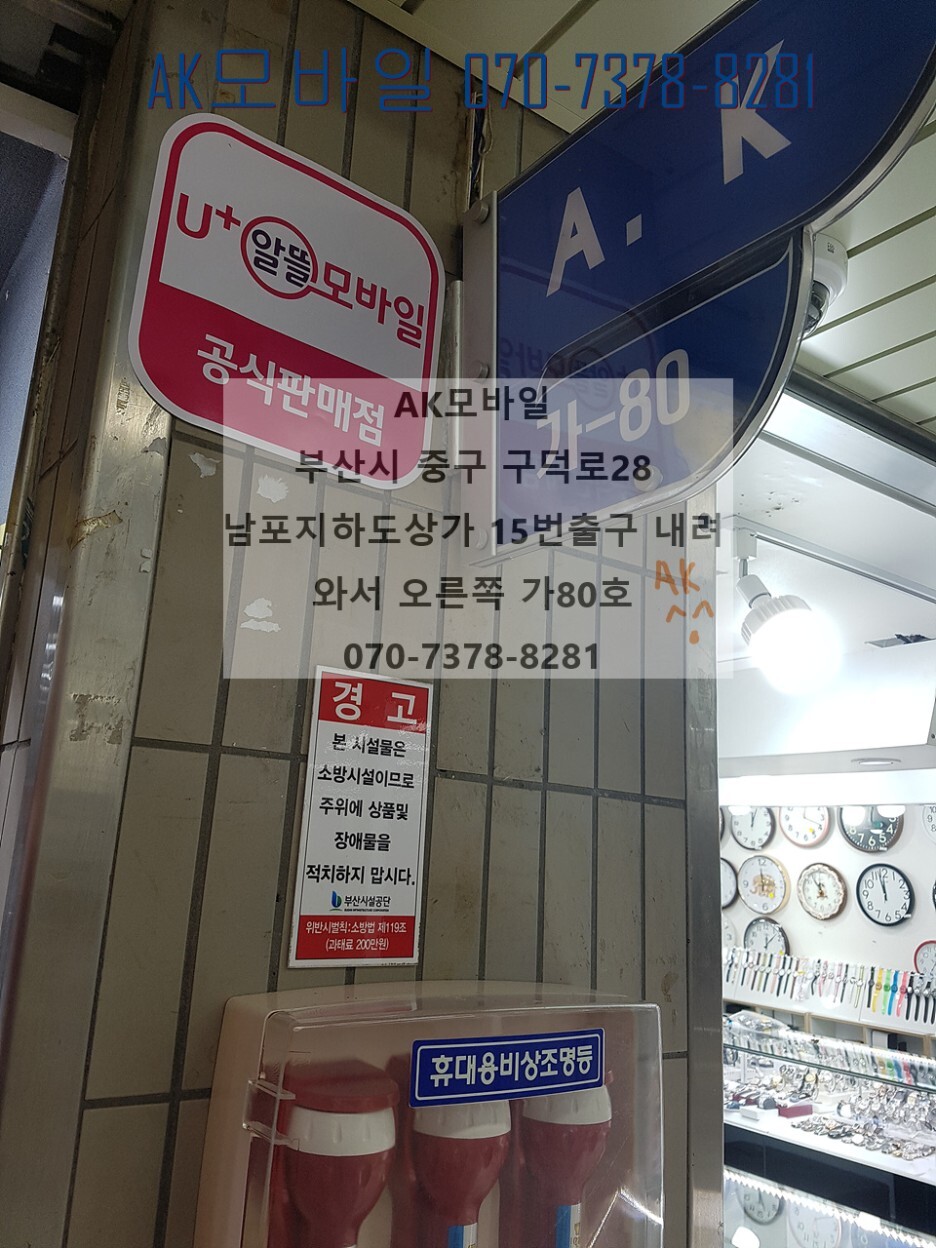 AK모바일 070-7378-8281
A. K
U+알뜰모바일
공식판매점
가-80
AK모바일
부산시 중구 구덕로28
남포지하도상가 15번출구 내려
와서 오른쪽 가80호
070-7378-8281
AK
^^
경 고
본 시설물은
소방시설이므로
주위에 상품및
장애물을
적치하지 맙시다.
부산시설공단
위반시벌칙:소방법 제119조
(과태료 200만원)
휴대용비상조명등